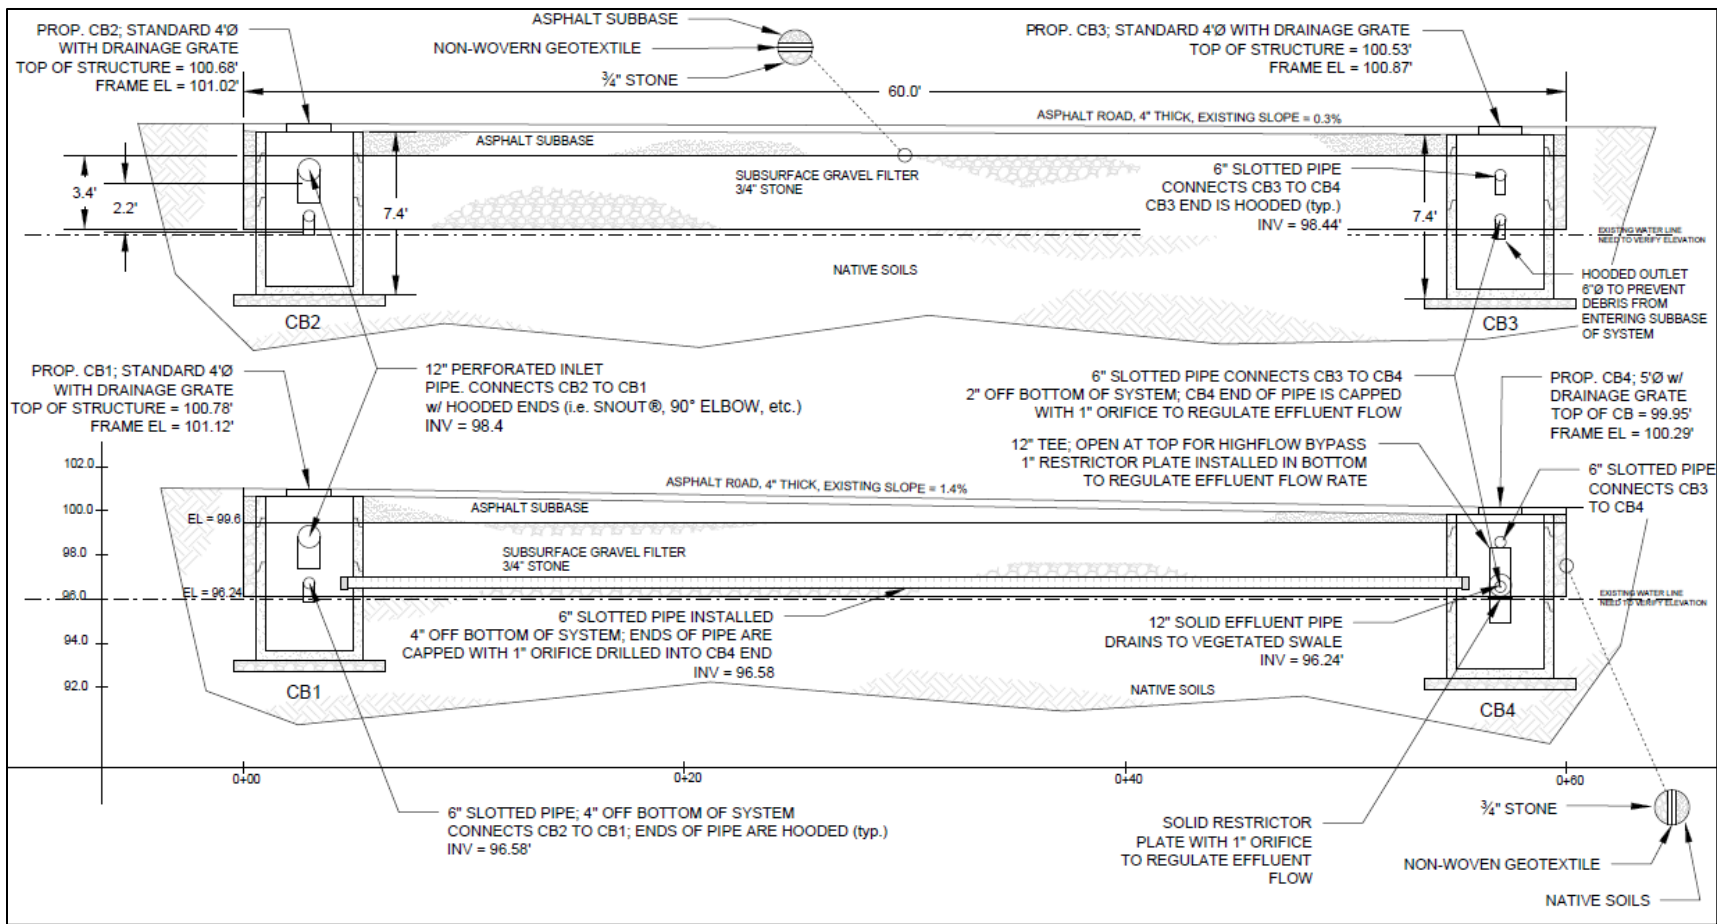 PROP. CB2; STANDARD 4'Ø
WITH DRAINAGE GRATE
TOP OF STRUCTURE = 100.68'
FRAME EL = 101.02'
ASPHALT SUBBASE
NON-WOVERN GEOTEXTILE
¾" STONE
PROP. CB3; STANDARD 4'Ø WITH DRAINAGE GRATE
TOP OF STRUCTURE = 100.53'
FRAME EL = 100.87'
60.0'
ASPHALT ROAD, 4" THICK, EXISTING SLOPE = 0.3%
ASPHALT SUBBASE
SUBSURFACE GRAVEL FILTER
3/4" STONE
6" SLOTTED PIPE
CONNECTS CB3 TO CB4
CB3 END IS HOODED (typ.)
INV = 98.44'
3.4'
2.2'
7.4'
7.4'
EXISTING WATER LINE
NEED TO VERIFY ELEVATION
NATIVE SOILS
HOODED OUTLET
6"Ø TO PREVENT
DEBRIS FROM
ENTERING SUBBASE
OF SYSTEM
CB2
CB3
PROP. CB1; STANDARD 4'Ø
WITH DRAINAGE GRATE
TOP OF STRUCTURE = 100.78'
FRAME EL = 101.12'
12" PERFORATED INLET
PIPE. CONNECTS CB2 TO CB1
w/ HOODED ENDS (i.e. SNOUT®, 90° ELBOW, etc.)
INV = 98.4
6" SLOTTED PIPE CONNECTS CB3 TO CB4
2" OFF BOTTOM OF SYSTEM; CB4 END OF PIPE IS CAPPED
WITH 1" ORIFICE TO REGULATE EFFLUENT FLOW
PROP. CB4; 5'Ø w/
DRAINAGE GRATE
TOP OF CB = 99.95'
FRAME EL = 100.29'
12" TEE; OPEN AT TOP FOR HIGHFLOW BYPASS
1" RESTRICTOR PLATE INSTALLED IN BOTTOM
TO REGULATE EFFLUENT FLOW RATE
6" SLOTTED PIPE
CONNECTS CB3
TO CB4
102.0
100.0
98.0
96.0
94.0
92.0
ASPHALT ROAD, 4" THICK, EXISTING SLOPE = 1.4%
ASPHALT SUBBASE
EL = 99.6
SUBSURFACE GRAVEL FILTER
3/4" STONE
EL = 96.24
EXISTING WATER LINE
NEED TO VERIFY ELEVATION
6" SLOTTED PIPE INSTALLED
4" OFF BOTTOM OF SYSTEM; ENDS OF PIPE ARE
CAPPED WITH 1" ORIFICE DRILLED INTO CB4 END
INV = 96.58
12" SOLID EFFLUENT PIPE
DRAINS TO VEGETATED SWALE
INV = 96.24'
NATIVE SOILS
CB1
CB4
0+00
0+20
0+40
0+60
6" SLOTTED PIPE; 4" OFF BOTTOM OF SYSTEM
CONNECTS CB2 TO CB1; ENDS OF PIPE ARE HOODED (typ.)
INV = 96.58'
SOLID RESTRICTOR
PLATE WITH 1" ORIFICE
TO REGULATE EFFLUENT
FLOW
¾" STONE
NON-WOVEN GEOTEXTILE
NATIVE SOILS